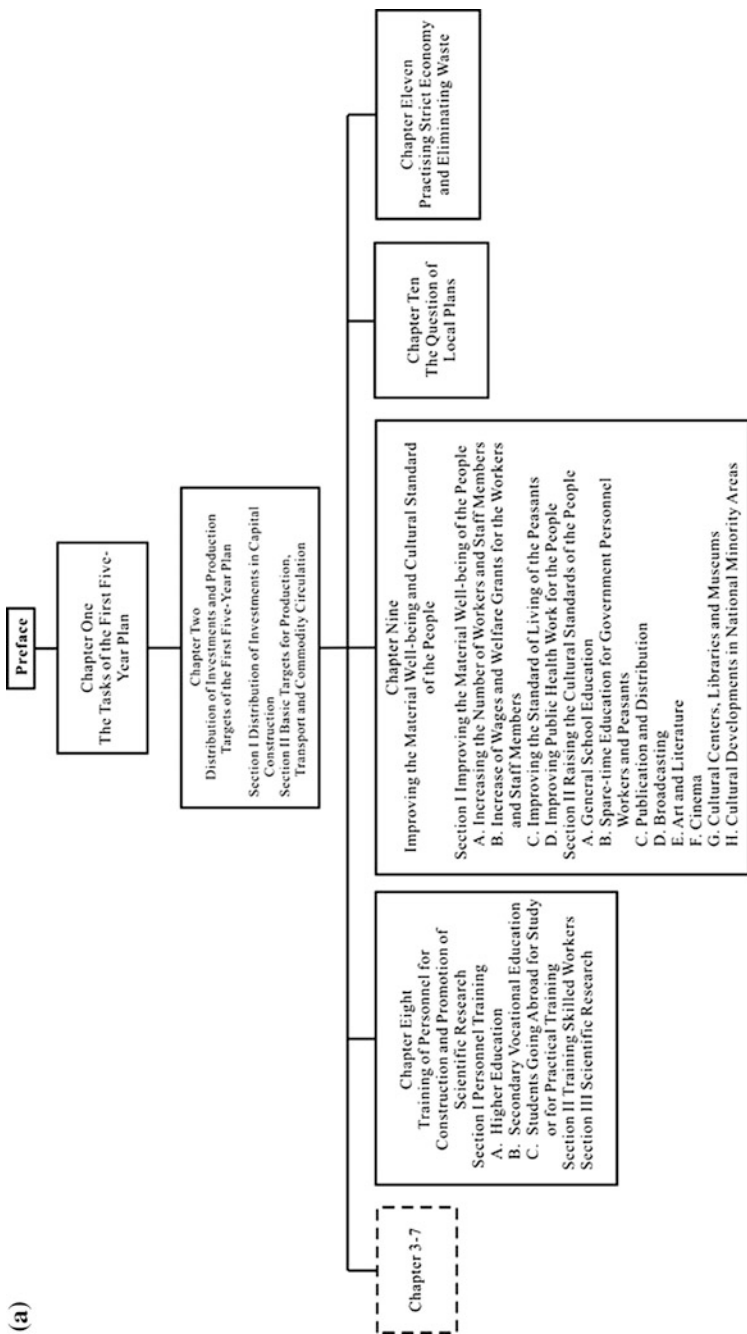 (a)
Preface
Chapter One
The Tasks of the First Five-
Year Plan
Chapter Two
Distribution of Investments and Production
Targets of the First Five-Year Plan
Section I Distribution of Investments in Capital
Construction
Section II Basic Targets for Production,
Transport and Commodity Circulation
Chapter 3-7
Chapter Eight
Training of Personnel for
Construction and Promotion of
Scientific Research
Section I Personnel Training
A. Higher Education
B. Secondary Vocational Education
C. Students Going Abroad for Study
or for Practical Training
Section II Training Skilled Workers
Section III Scientific Research
Chapter Nine
Improving the Material Well-being and Cultural Standard
of the People
Section I Improving the Material Well-being of the People
A. Increasing the Number of Workers and Staff Members
B. Increase of Wages and Welfare Grants for the Workers
and Staff Members
C. Improving the Standard of Living of the Peasants
D. Improving Public Health Work for the People
Section II Raising the Cultural Standards of the People
A. General School Education
B. Spare-time Education for Government Personnel
Workers and Peasants
C. Publication and Distribution
D. Broadcasting
E. Art and Literature
F. Cinema
G. Cultural Centers, Libraries and Museums
H. Cultural Developments in National Minority Areas
Chapter Ten
The Question of
Local Plans
Chapter Eleven
Practising Strict Economy
and Eliminating Waste